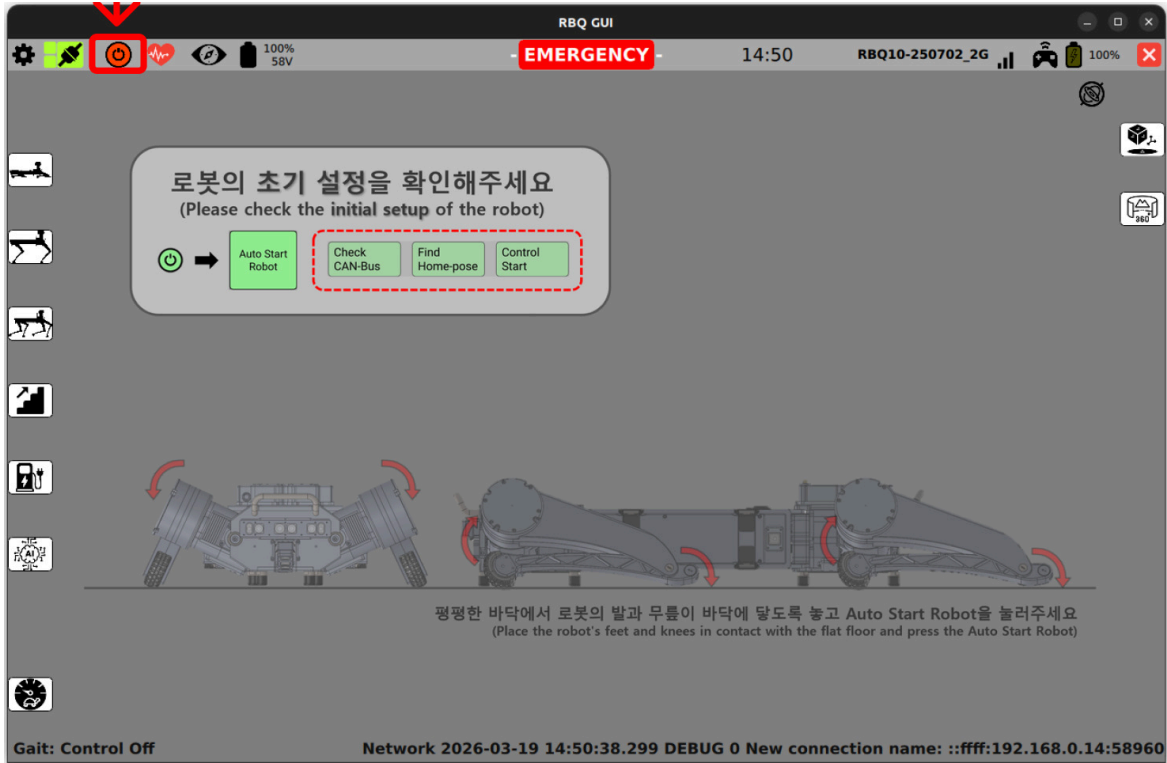 RBQ GUI
100%
58V
- EMERGENCY -
14:50
RBQ10-250702_2G
100%
로봇의 초기 설정을 확인해주세요
(Please check the initial setup of the robot)
Auto Start
Robot
Check
CAN-Bus
Find
Home-pose
Control
Start
360°
AI
평평한 바닥에서 로봇의 발과 무릎이 바닥에 닿도록 놓고 Auto Start Robot을 눌러주세요
(Place the robot's feet and knees in contact with the flat floor and press the Auto Start Robot)
Gait: Control Off
Network 2026-03-19 14:50:38.299 DEBUG 0 New connection name: ::ffff:192.168.0.14:58960